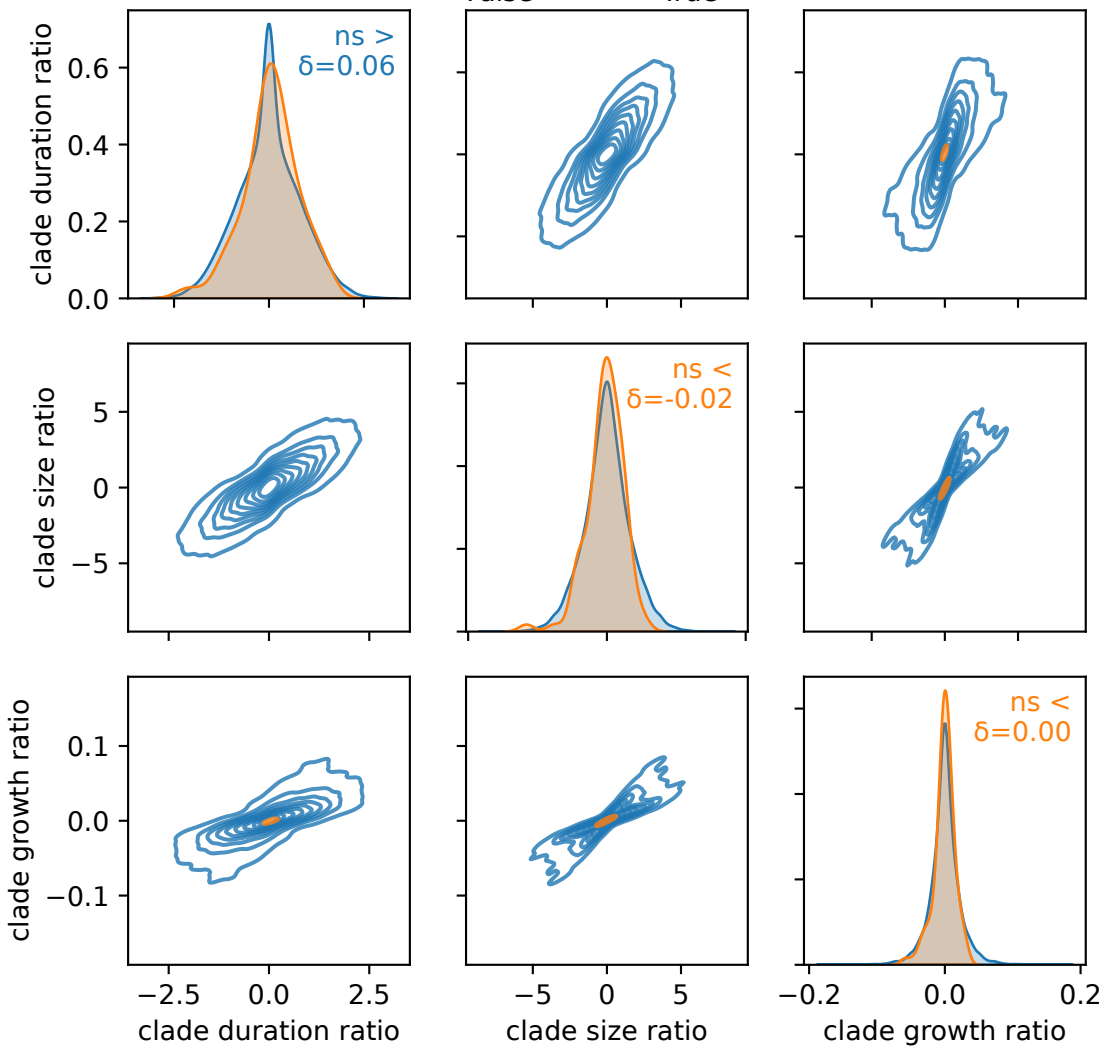 clade duration ratio
0.6
0.4
0.2
0.0
ns >
δ=0.06
clade size ratio
5
0
−5
ns <
δ=-0.02
clade growth ratio
0.1
0.0
−0.1
ns <
δ=0.00
−2.5 0.0 2.5
−5 0 5
−0.2 0.0 0.2
clade duration ratio
clade size ratio
clade growth ratio